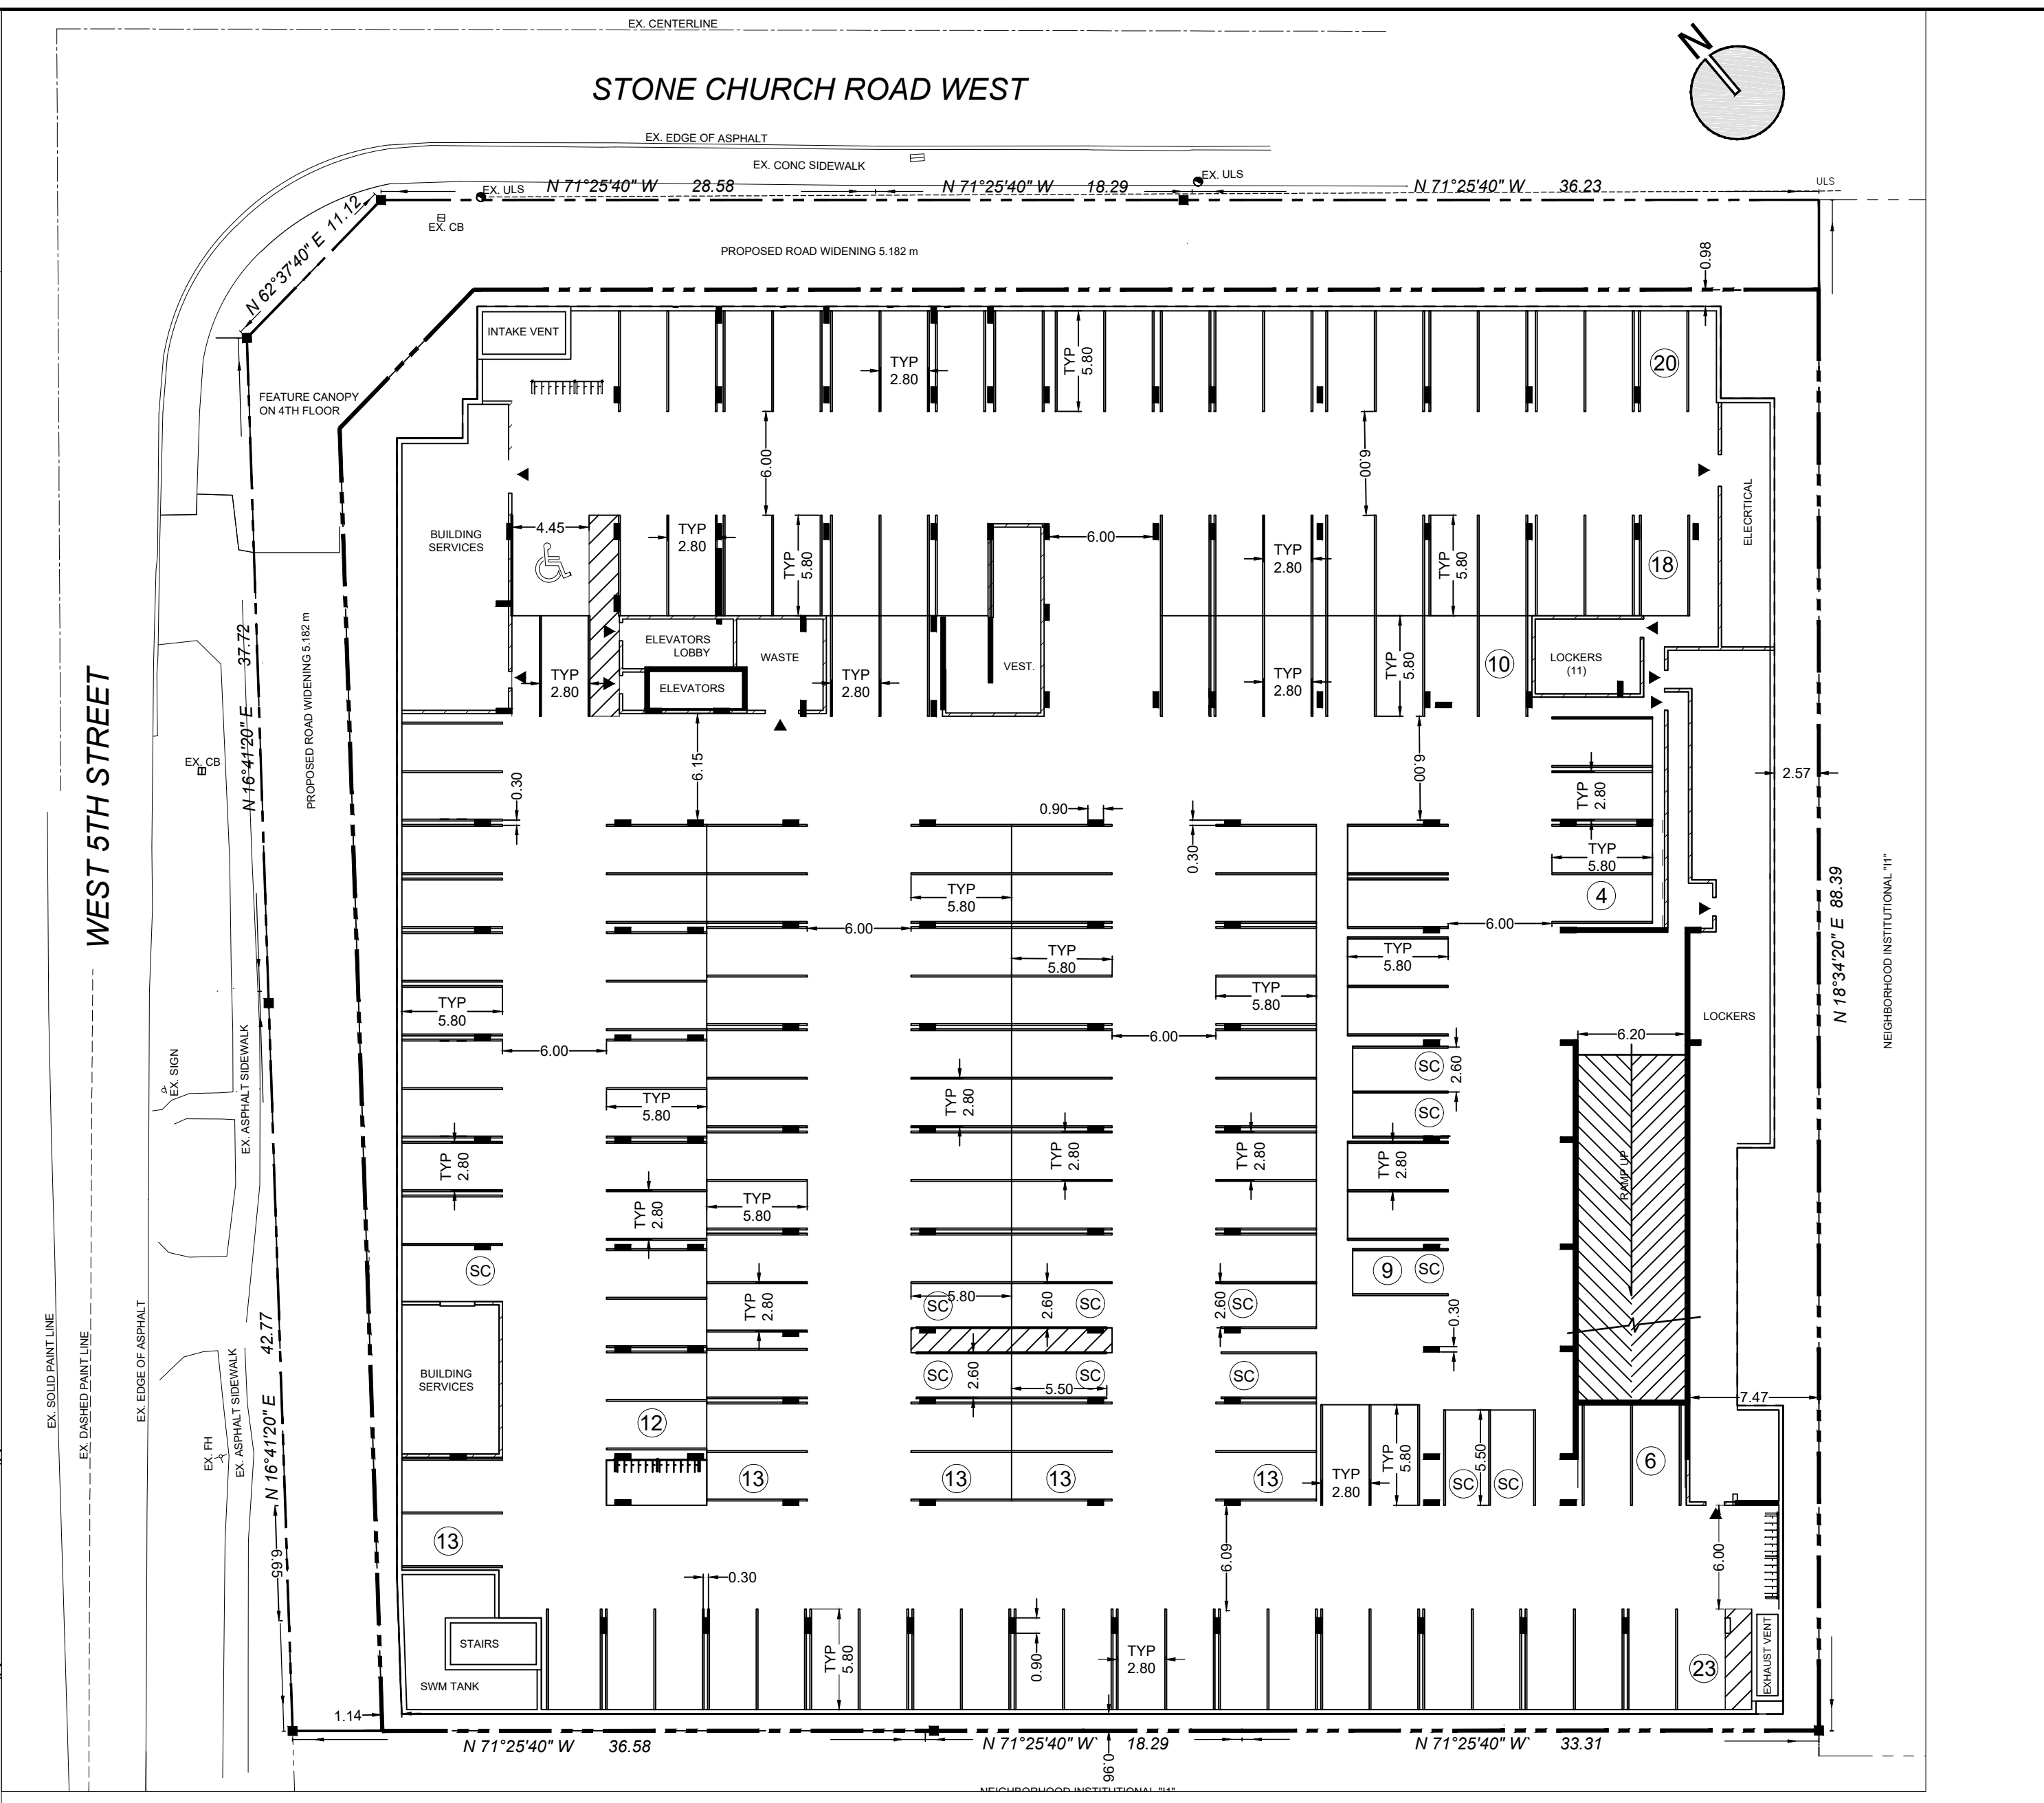 EX. CENTERLINE
N
STONE CHURCH ROAD WEST
EX. EDGE OF ASPHALT
EX. CONC SIDEWALK
EX. ULS
N 71°25'40" W 28.58
N 71°25'40" W 18.29
EX. ULS
N 71°25'40" W 36.23
ULS
N 62°37'40" E 11.12
EX. CB
PROPOSED ROAD WIDENING 5.182 m
0.98
INTAKE VENT
TYP
2.80
TYP
5.80
20
FEATURE CANOPY
ON 4TH FLOOR
6.00
6.00
BUILDING
SERVICES
4.45
TYP
2.80
TYP
5.80
6.00
TYP
2.80
TYP
5.80
18
ELECRTICAL
37.72
N 16°41'20" E
PROPOSED ROAD WIDENING 5.182 m
WEST 5TH STREET
TYP
2.80
ELEVATORS
LOBBY
ELEVATORS
WASTE
TYP
2.80
VEST.
TYP
2.80
TYP
5.80
10
LOCKERS
(11)
EX. CB
0.30
6.15
6.00
TYP
2.80
2.57
0.90
0.30
TYP
5.80
TYP
5.80
4
6.00
6.00
TYP
5.80
TYP
5.80
N 18°34'20" E 88.39
NEIGHBORHOOD INSTITUTIONAL "I1"
TYP
5.80
TYP
5.80
LOCKERS
6.00
6.00
6.20
EX. SIGN
EX. ASPHALT SIDEWALK
SC
2.60
TYP
5.80
TYP
2.80
SC
TYP
2.80
TYP
2.80
TYP
2.80
TYP
2.80
RAMP UP
TYP
2.80
TYP
5.80
SC
9
SC
TYP
2.80
5.80
SC
2.60
SC
2.60
SC
0.30
EX. SOLID PAINT LINE
EX. DASHED PAINT LINE
EX. EDGE OF ASPHALT
N 16°41'20" E 42.77
BUILDING
SERVICES
SC
2.60
SC
5.50
SC
7.47
EX. FH
EX. ASPHALT SIDEWALK
12
13
13
13
13
TYP
2.80
TYP
5.80
SC
5.50
SC
6
13
6.65
0.30
6.09
6.00
STAIRS
SWM TANK
TYP
5.80
0.90
TYP
2.80
23
EXHAUST VENT
1.14
N 71°25'40" W 36.58
N 71°25'40" W 18.29
N 71°25'40" W 33.31
0.96
NEIGHBORHOOD INSTITUTIONAL "I1"